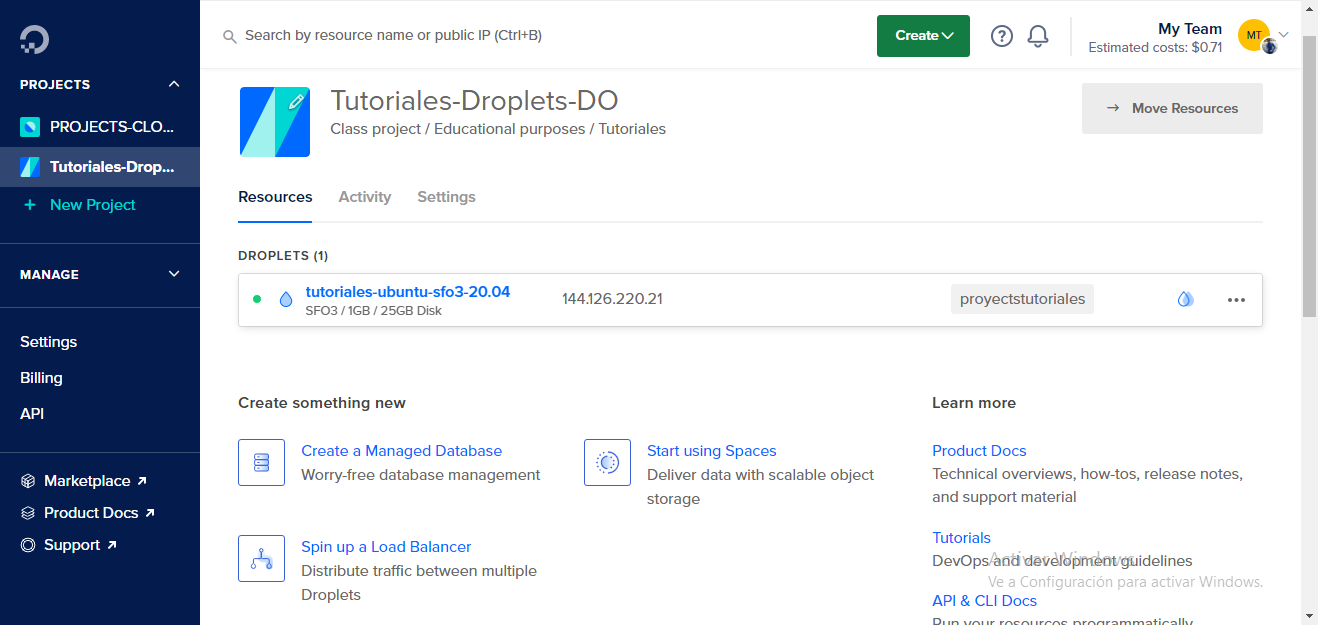 Search by resource name or public IP (Ctrl+B)
Create
My Team
Estimated costs: $0.71
MT
PROJECTS
PROJECTS-CLO...
Tutoriales-Drop...
+ New Project
MANAGE
Settings
Billing
API
Marketplace
Product Docs
Support
Tutoriales-Droplets-DO
Class project / Educational purposes / Tutoriales
→ Move Resources
Resources
Activity
Settings
DROPLETS (1)
tutoriales-ubuntu-sfo3-20.04
SFO3 / 1GB / 25GB Disk
144.126.220.21
proyectstutoriales
Create something new
Create a Managed Database
Worry-free database management
Start using Spaces
Deliver data with scalable object
storage
Spin up a Load Balancer
Distribute traffic between multiple
Droplets
Learn more
Product Docs
Technical overviews, how-tos, release notes,
and support material
Tutorials
DevOps and development guidelines
API & CLI Docs
Run your resources programmatically
Activar Windows
Ve a Configuración para activar Windows.